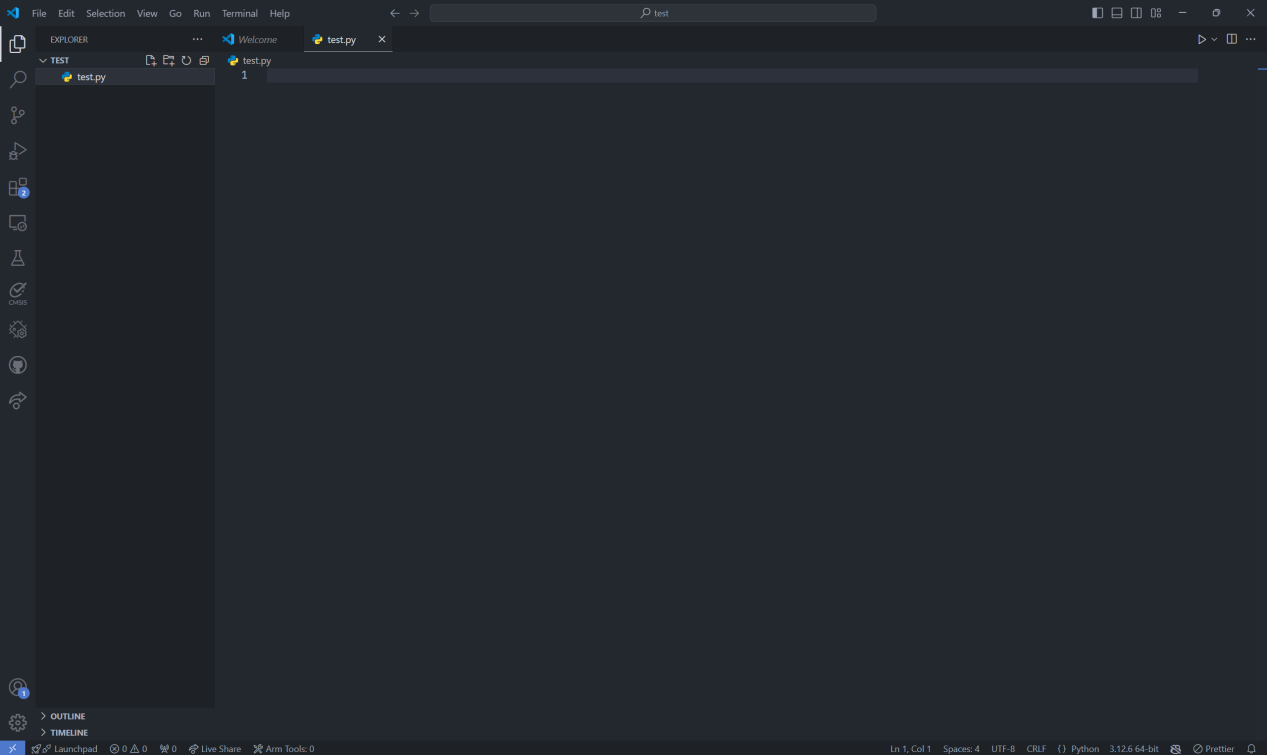 File Edit Selection View Go Run Terminal Help
test
EXPLORER
Welcome
test.py
TEST
test.py
test.py
1
2
CMSIS
1
OUTLINE
TIMELINE
Launchpad 0 0 0 Live Share Arm Tools: 0
Ln 1, Col 1 Spaces: 4 UTF-8 CRLF { } Python 3.12.6 64-bit Prettier